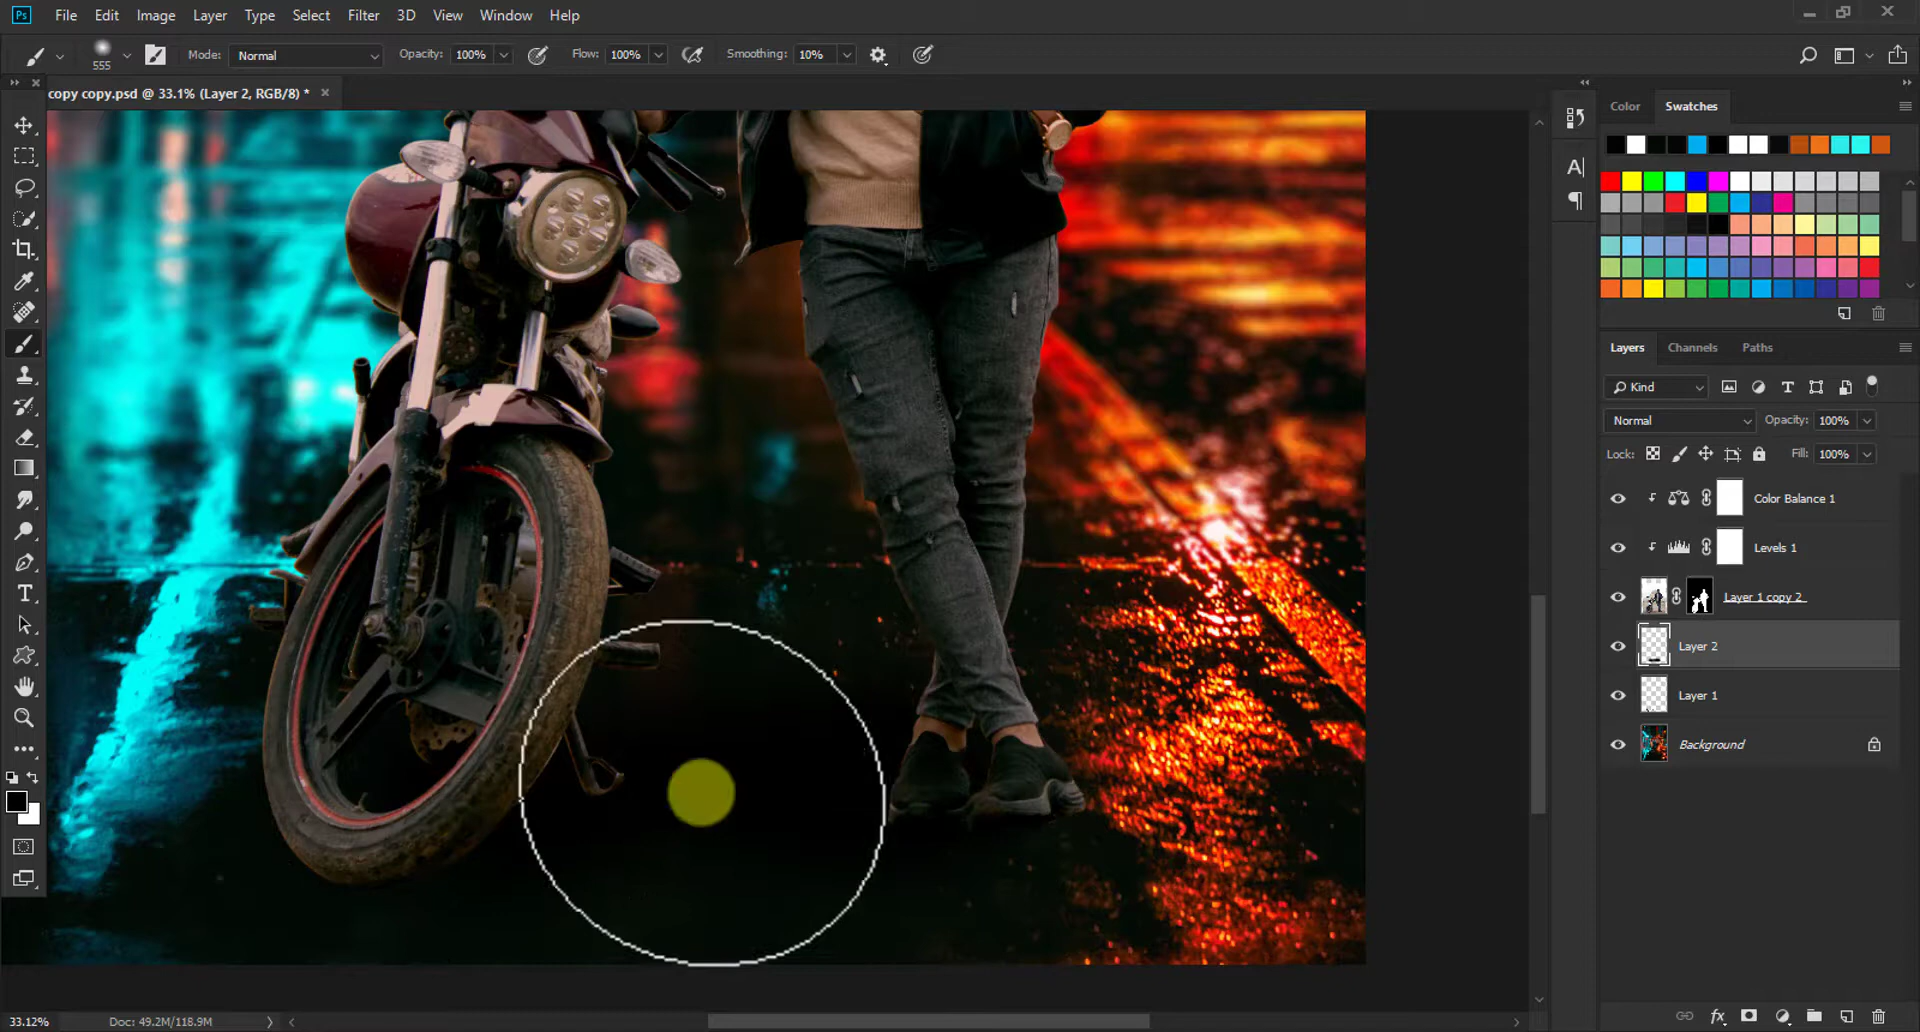 Ps File Edit Image Layer Type Select Filter 3D View Window Help
555 Mode: Normal Opacity: 100% Flow: 100% Smoothing: 10%
copy copy.psd @ 33.1% (Layer 2, RGB/8) *
Color Swatches
Layers Channels Paths
Kind
Normal Opacity: 100%
Lock: Fill: 100%
Color Balance 1
Levels 1
Layer 1 copy 2
Layer 2
Layer 1
Background
33.12% Doc: 49.2M/118.9M